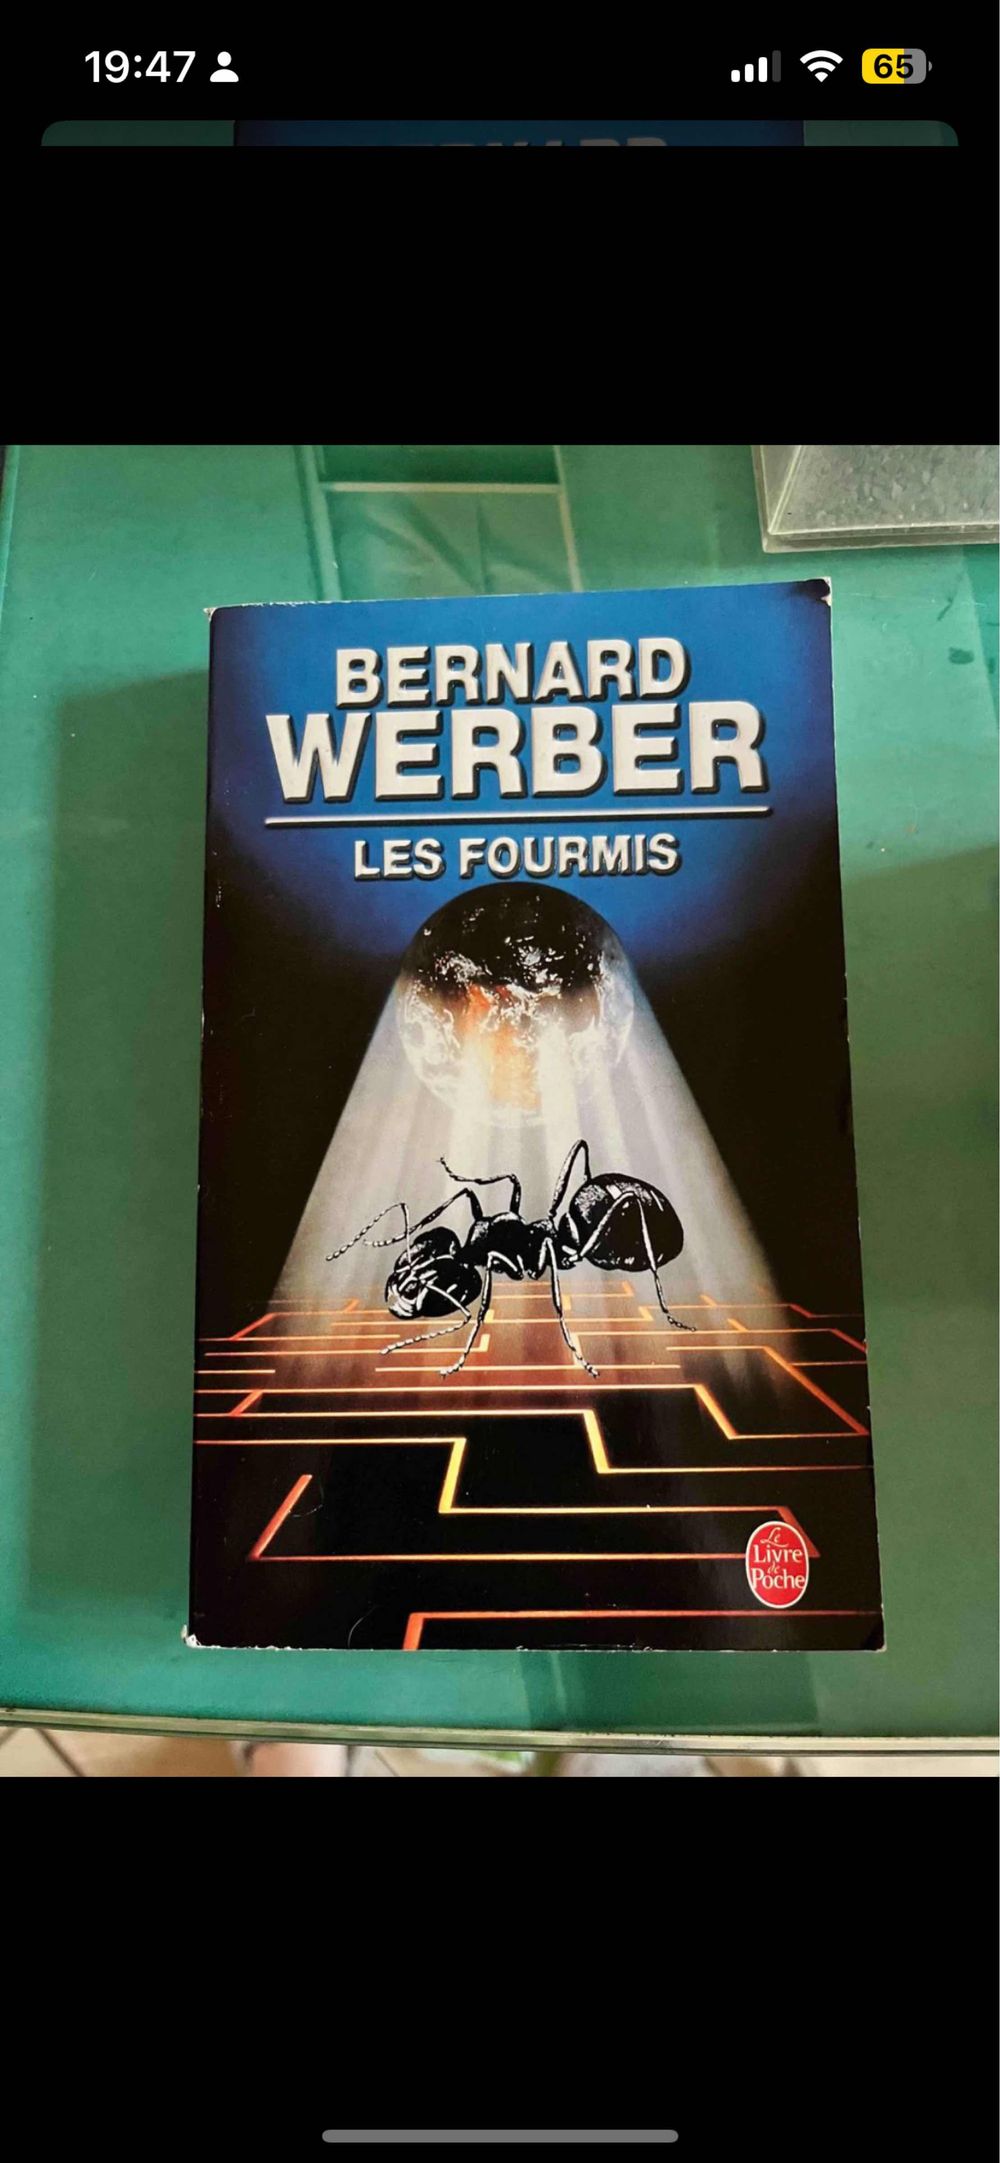 19:47
65
BERNARD
WERBER
LES FOURMIS
Le
Livre
de
Poche